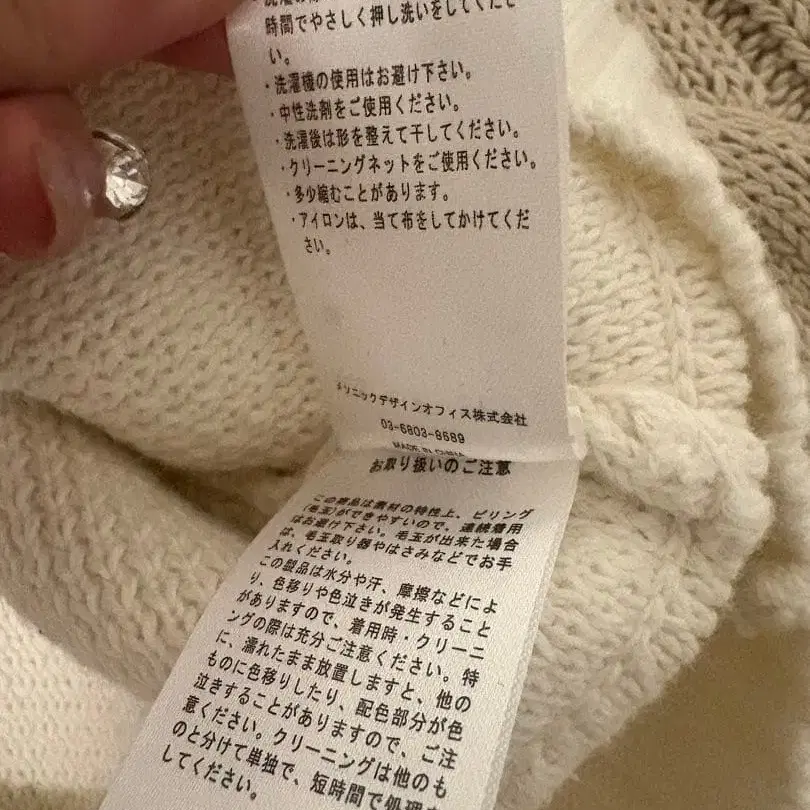 時間でやさしく押し洗いをしてくださ
い。
・洗濯機の使用はお避け下さい。
・中性洗剤をご使用ください。
・洗濯後は形を整えて干してください。
・クリーニングネットをご使用ください。
・多少縮むことがあります。
・アイロンは、当て布をしてかけてくだ
さい。
メリニックデザインオフィス株式会社
03-6803-8689
MADE IN CHINA
お取り扱いのご注意
この商品は素材の特性上、ピリング
(毛玉)ができやすいので、連続着用
はお避け下さい。毛玉が出来た場合
は、毛玉取り器やはさみなどでお手
入れください。
この製品は水分や汗、摩擦などによ
り、色移りや色泣きが発生すること
がありますので、着用時・クリーニ
ングの際は充分ご注意ください。特
に、濡れたまま放置しますと、他の
ものに色移りしたり、配色部分が色
泣きすることがありますので、ご注
意ください。クリーニングは他のも
のと分けて単独で、短時間で処理を
してください。